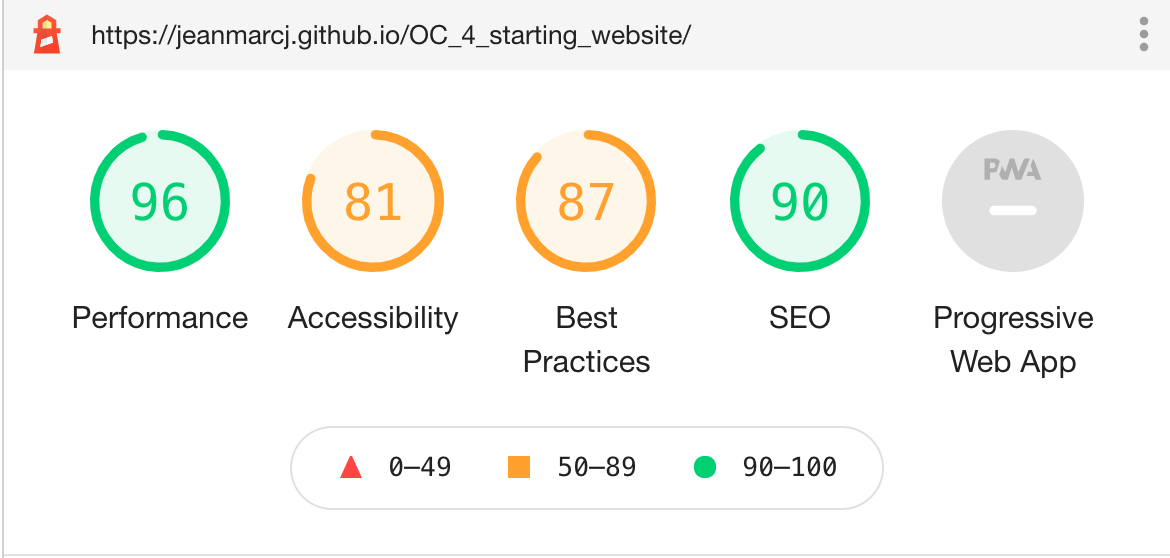 https://jeanmarcj.github.io/OC_4_starting_website/
96
81
87
90
PWA
Performance
Accessibility
Best
Practices
SEO
Progressive
Web App
0–49
50–89
90–100